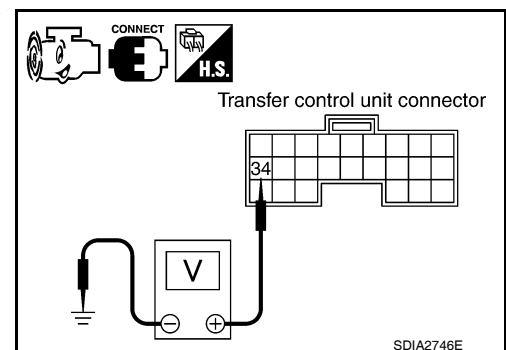 CONNECT
H.S.
Transfer control unit connector
34
V
− +
SDIA2746E